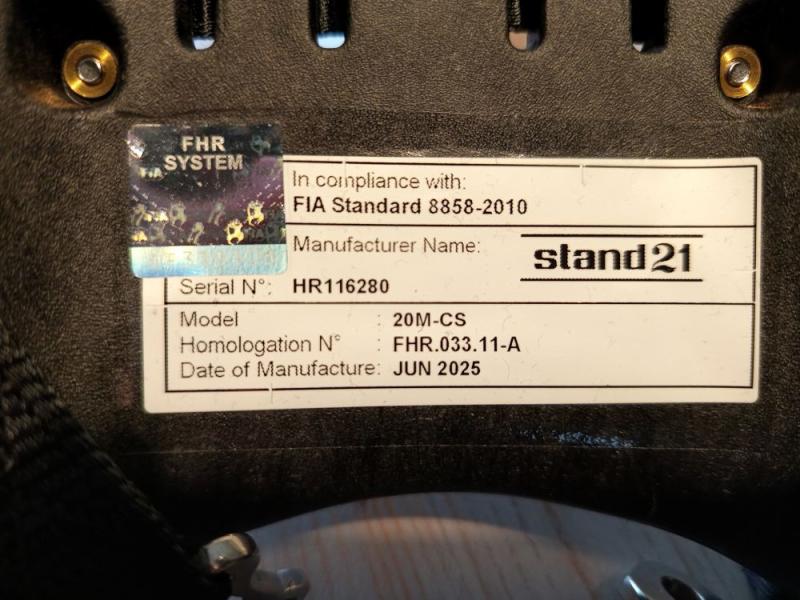 FHR
SYSTEM
In compliance with:
FIA Standard 8858-2010
Manufacturer Name:
stand21
Serial N°: HR116280
Model : 20M-CS
Homologation N° : FHR.033.11-A
Date of Manufacture: JUN 2025